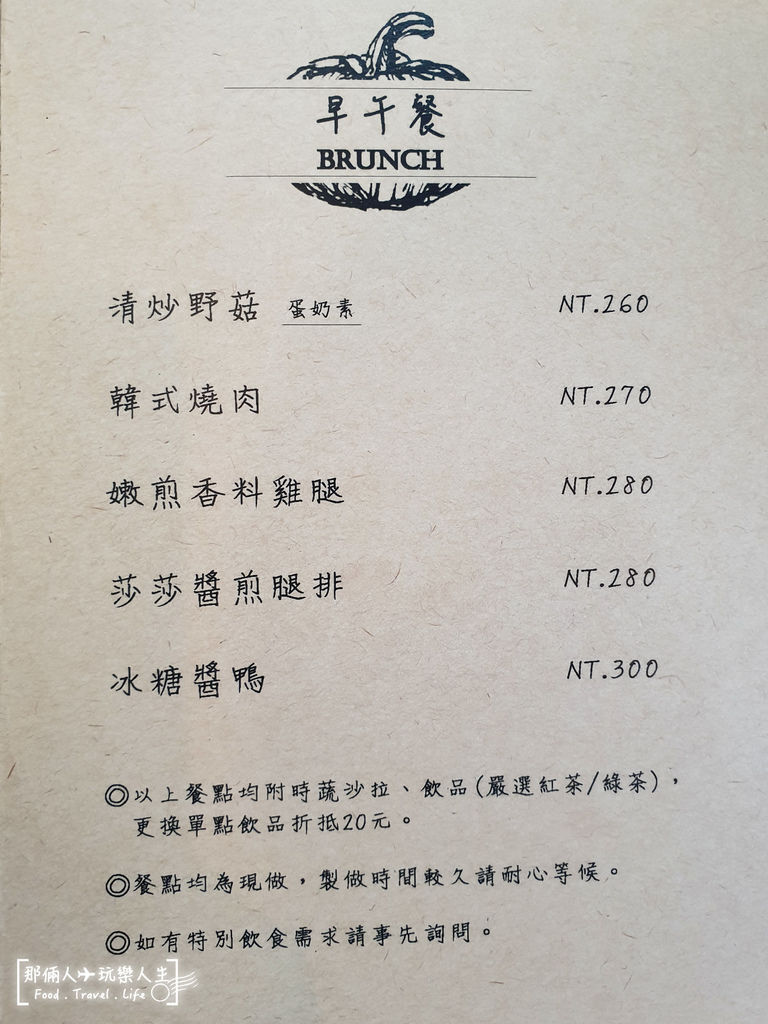 早午餐
BRUNCH
清炒野菇 蛋奶素 NT.260
韓式燒肉 NT.270
嫩煎香料雞腿 NT.280
莎莎醬煎腿排 NT.280
冰糖醬鴨 NT.300
◎以上餐點均附時蔬沙拉、飲品(嚴選紅茶/綠茶)，
更換單點飲品折抵20元。
◎餐點均為現做，製做時間較久請耐心等候。
◎如有特別飲食需求請事先詢問。
那倆人✈玩樂人生
Food . Travel . Life